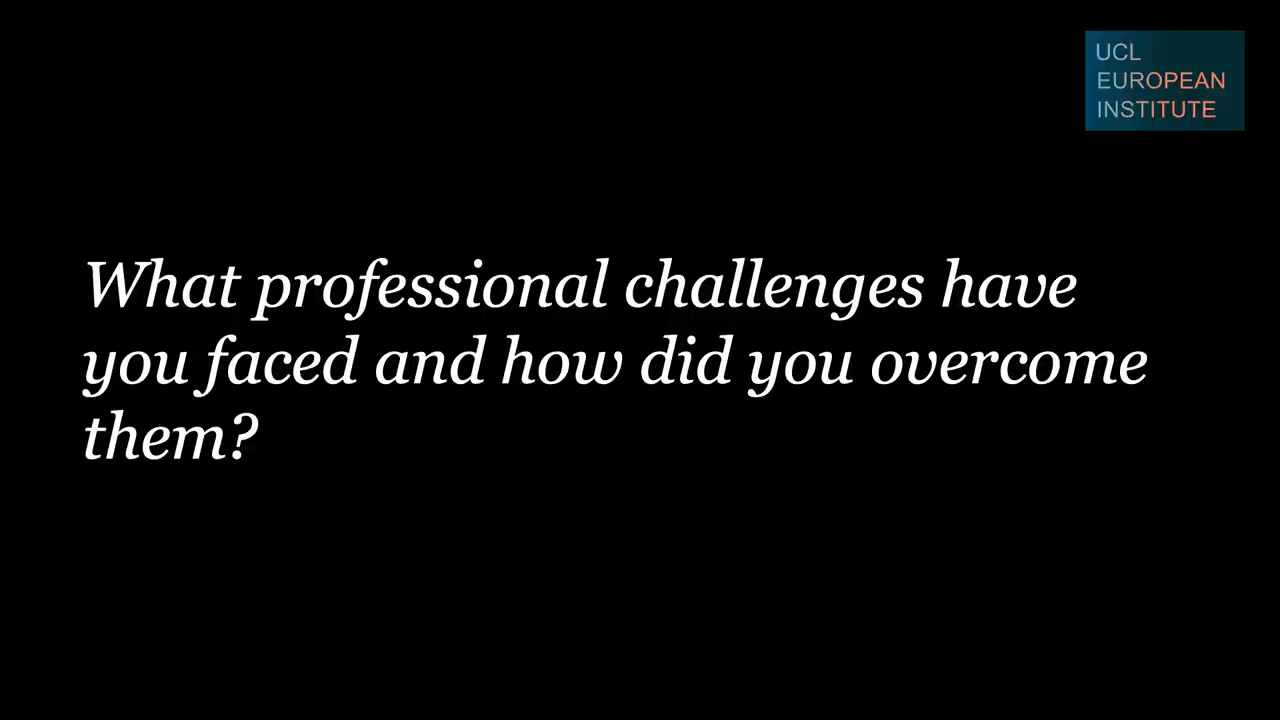 UCL
EUROPEAN
INSTITUTE
What professional challenges have
you faced and how did you overcome
them?